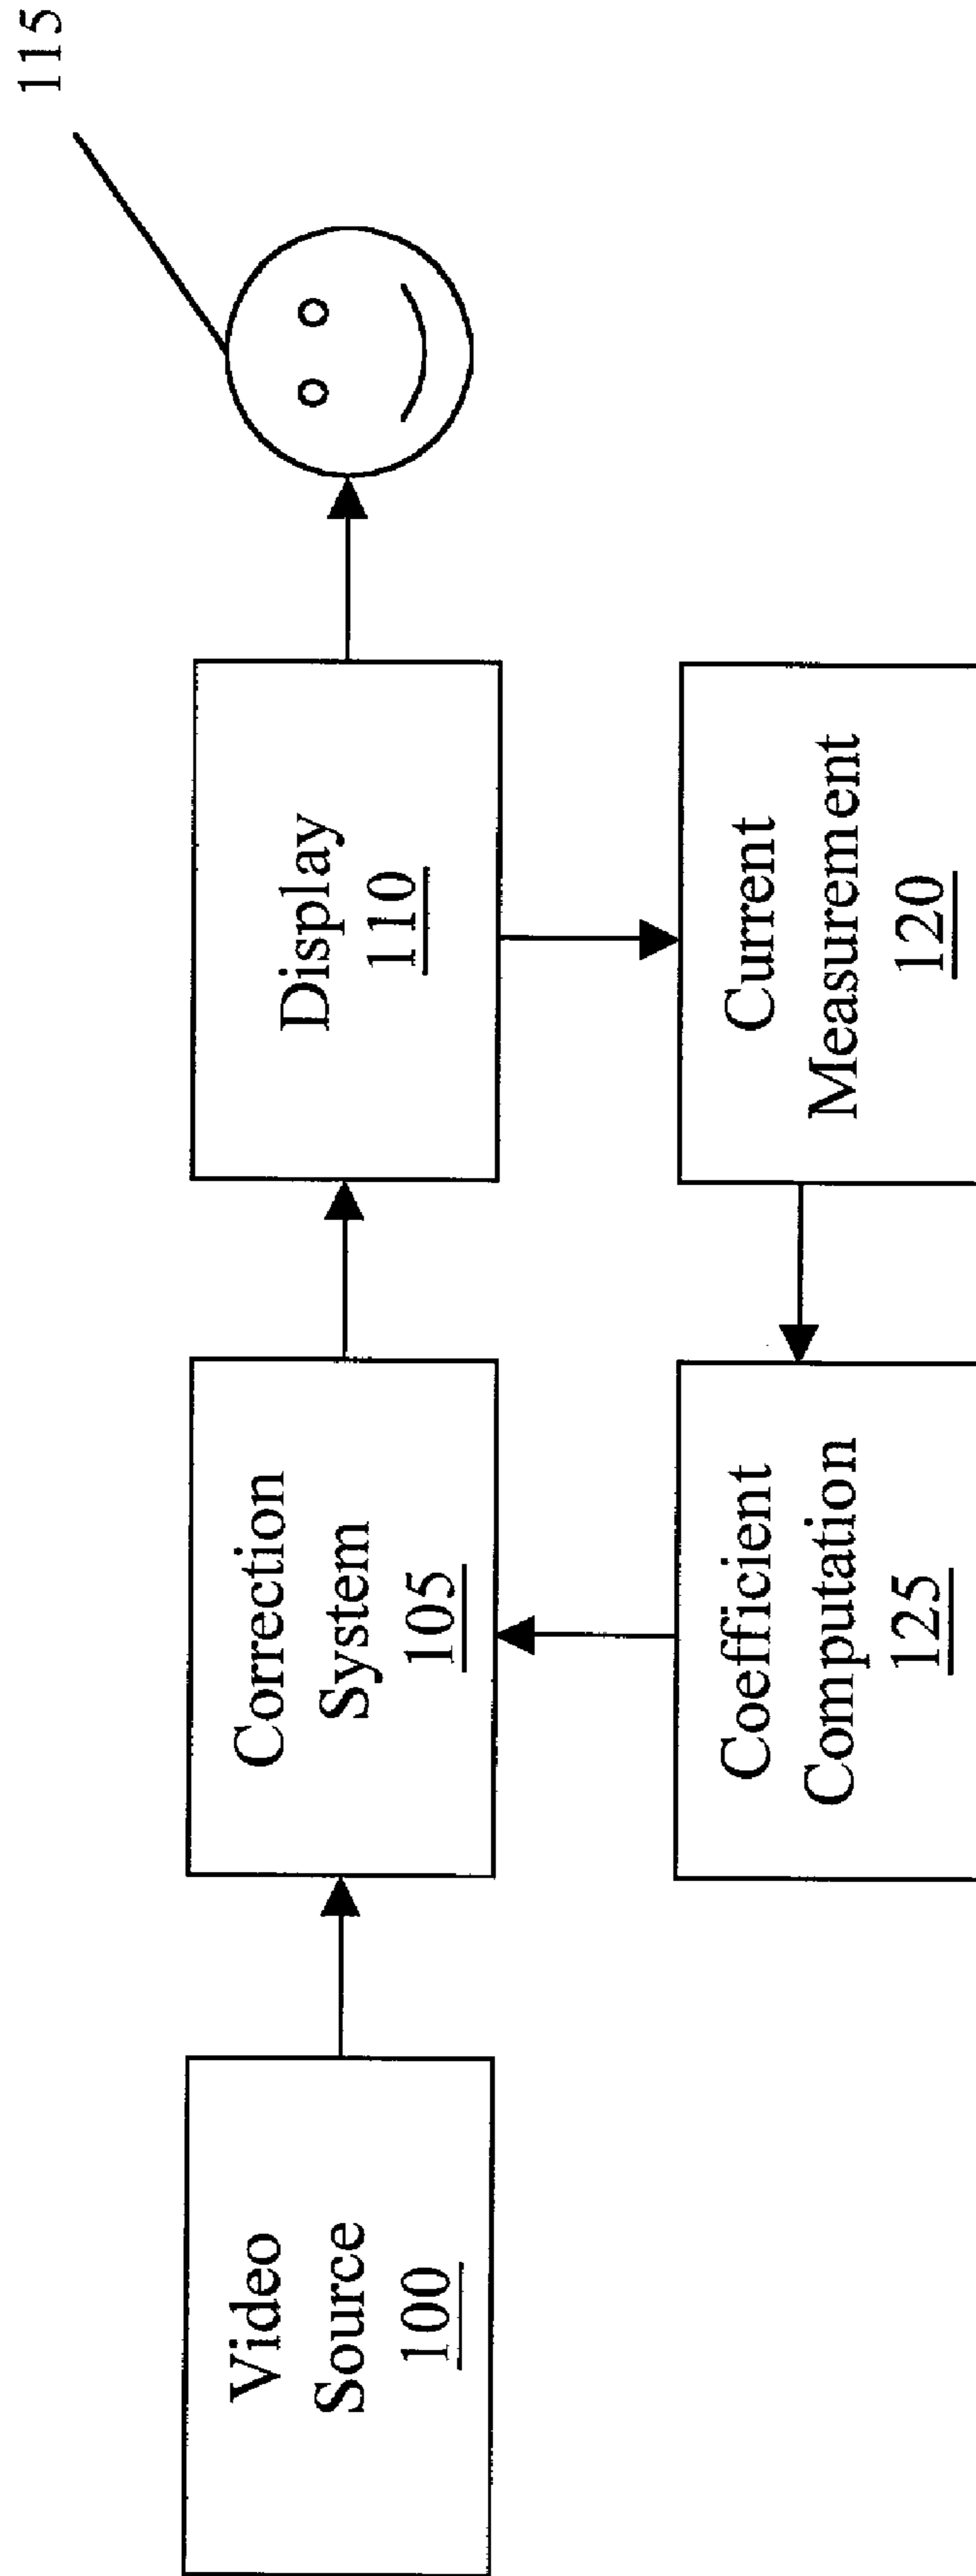 115
Video
Source
100
Correction
System
105
Display
110
Coefficient
Computation
125
Current
Measurement
120